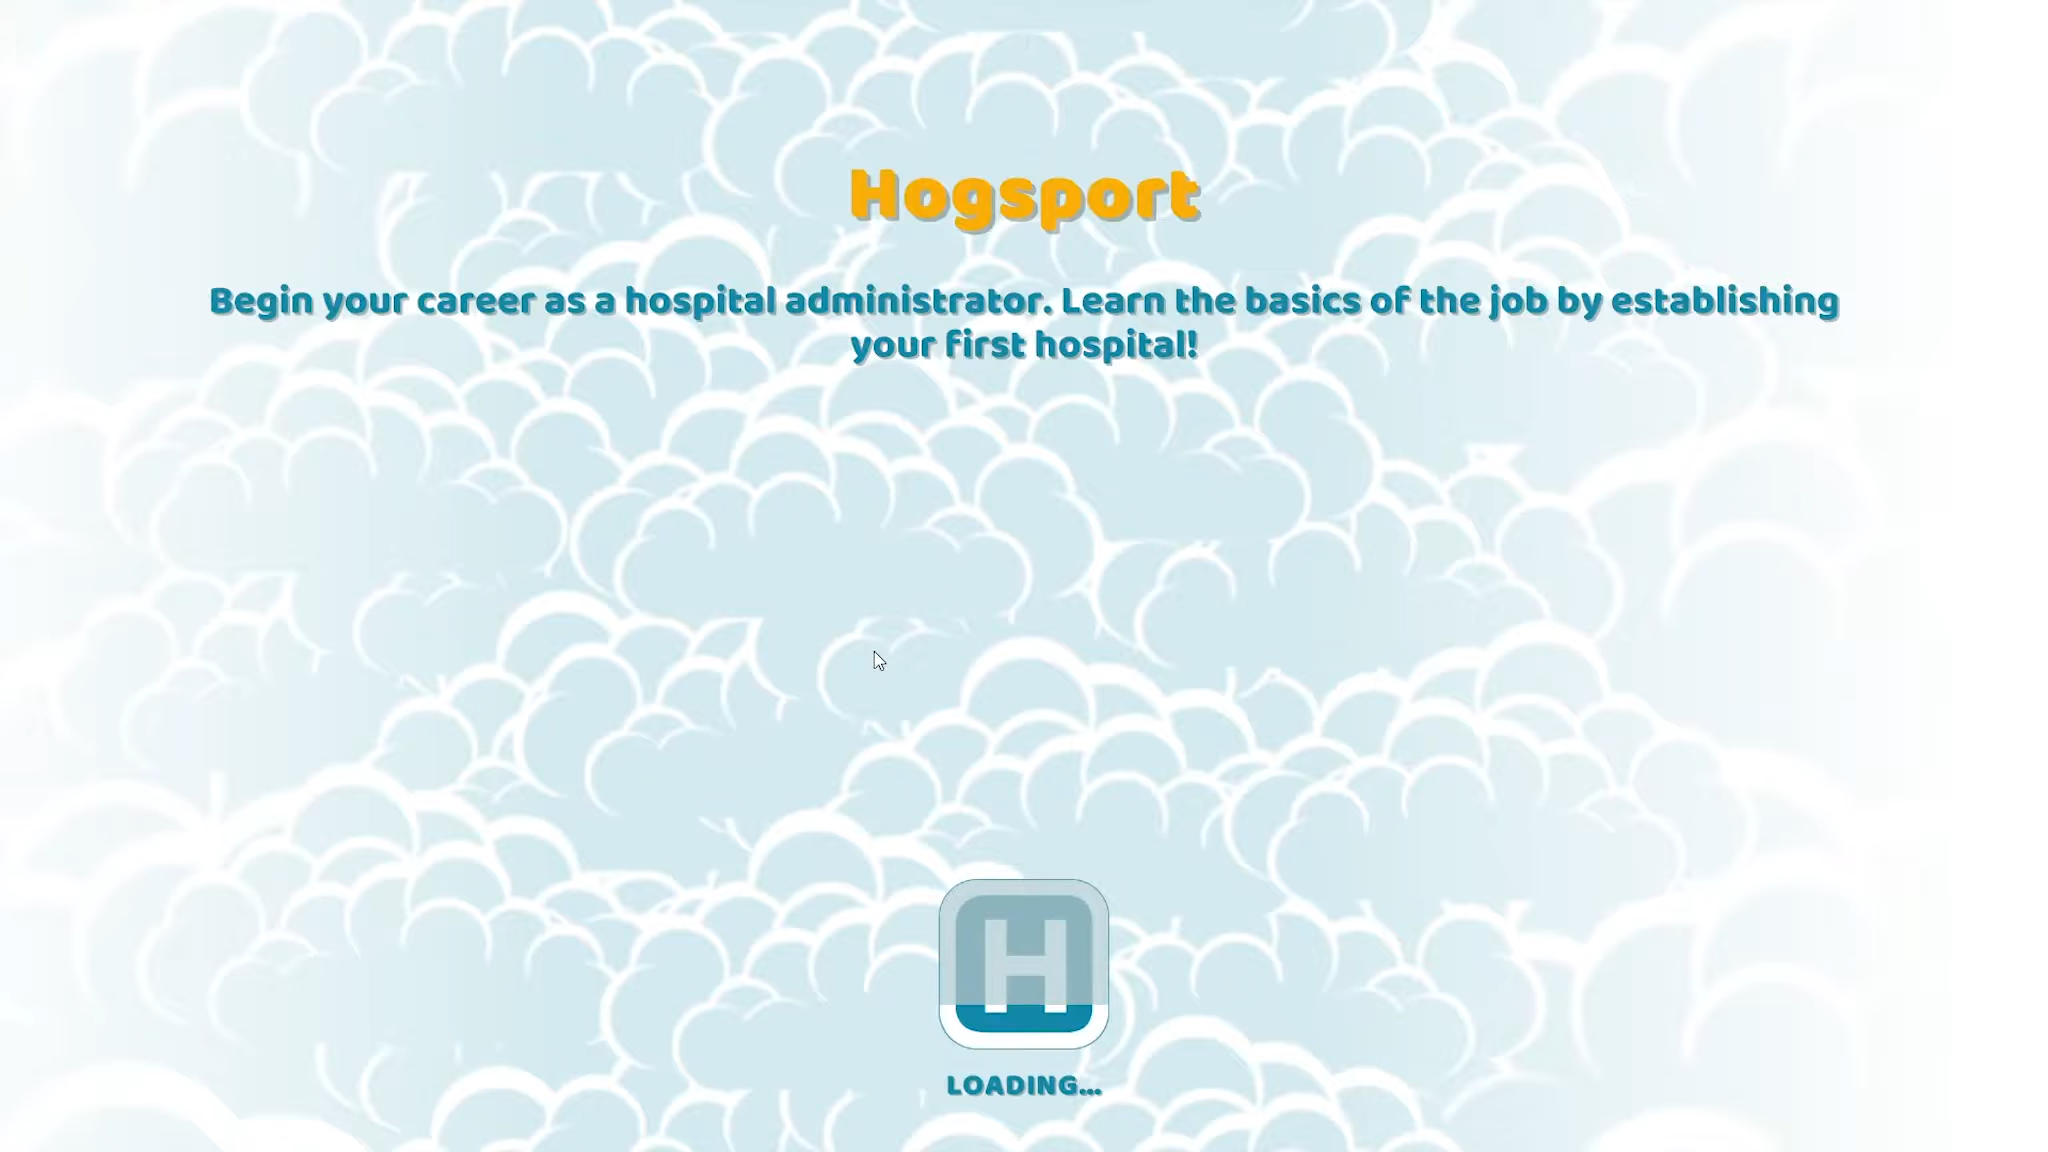 Hogsport
Begin your career as a hospital administrator. Learn the basics of the job by establishing
your first hospital!
H
LOADING...